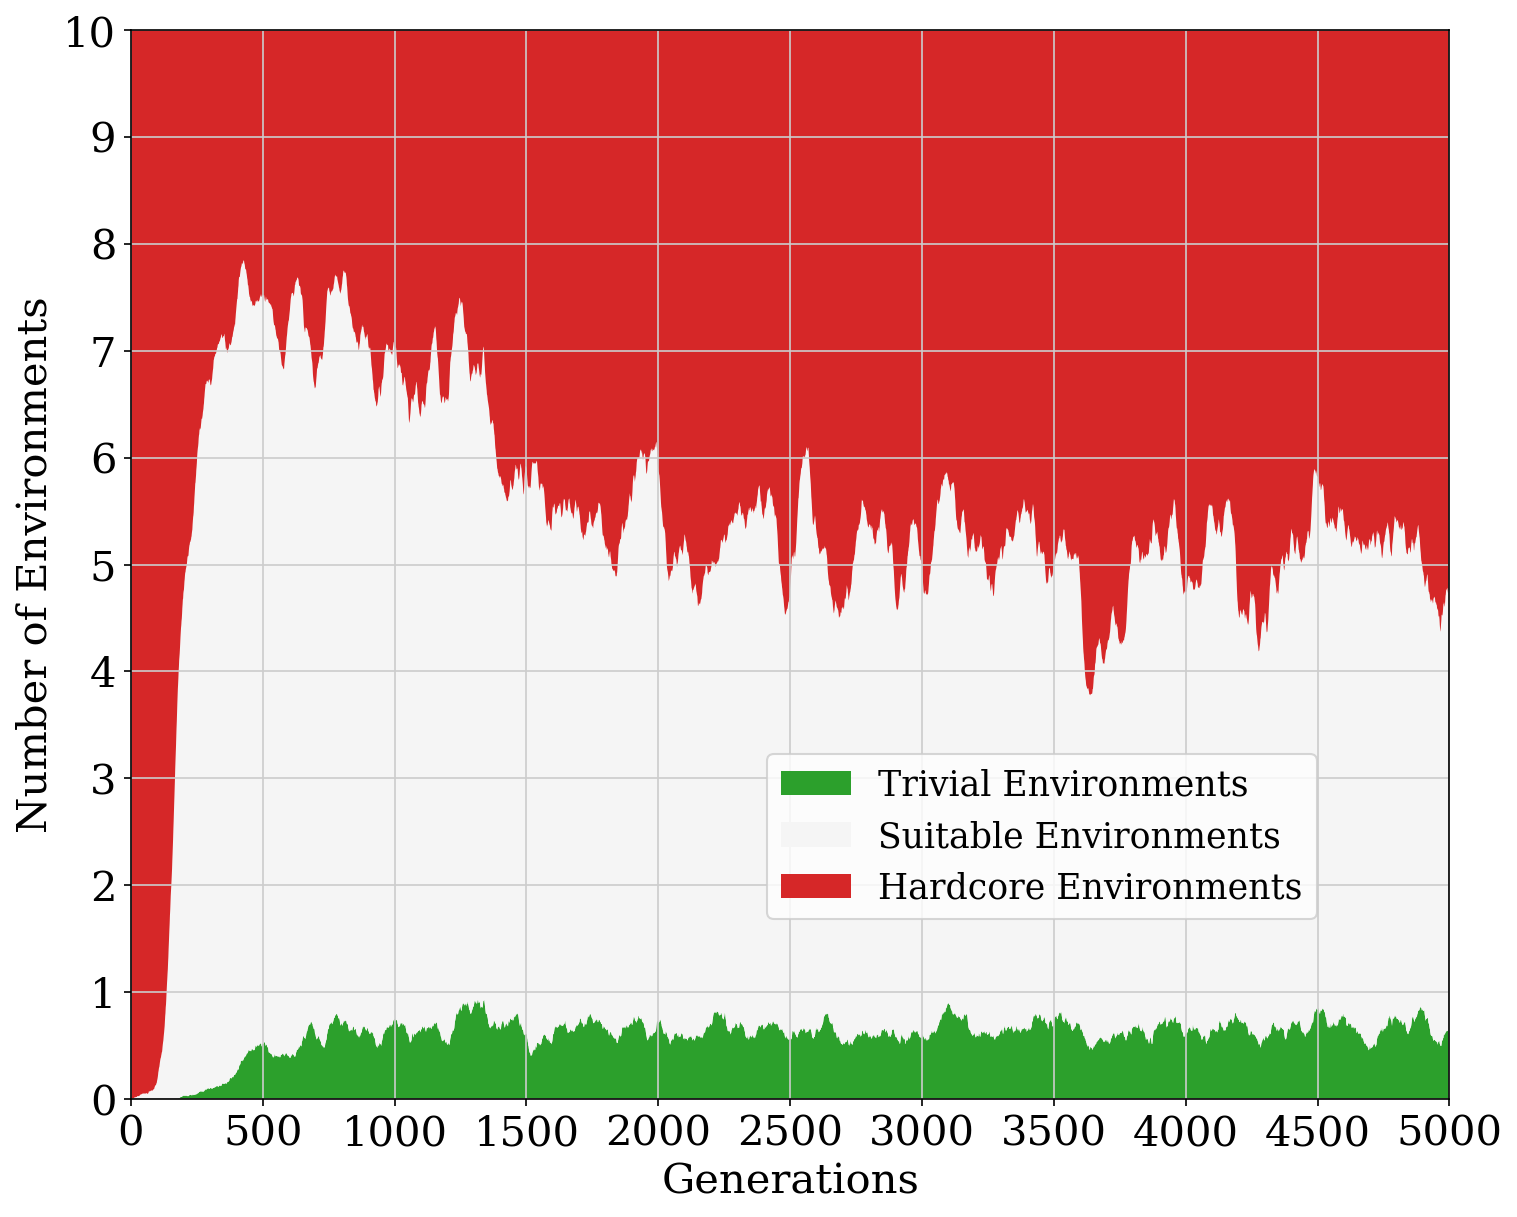 10
9
8
7
6
5
4
3
2
1
0
Number of Environments
Trivial Environments
Suitable Environments
Hardcore Environments
0 500 1000 1500 2000 2500 3000 3500 4000 4500 5000
Generations